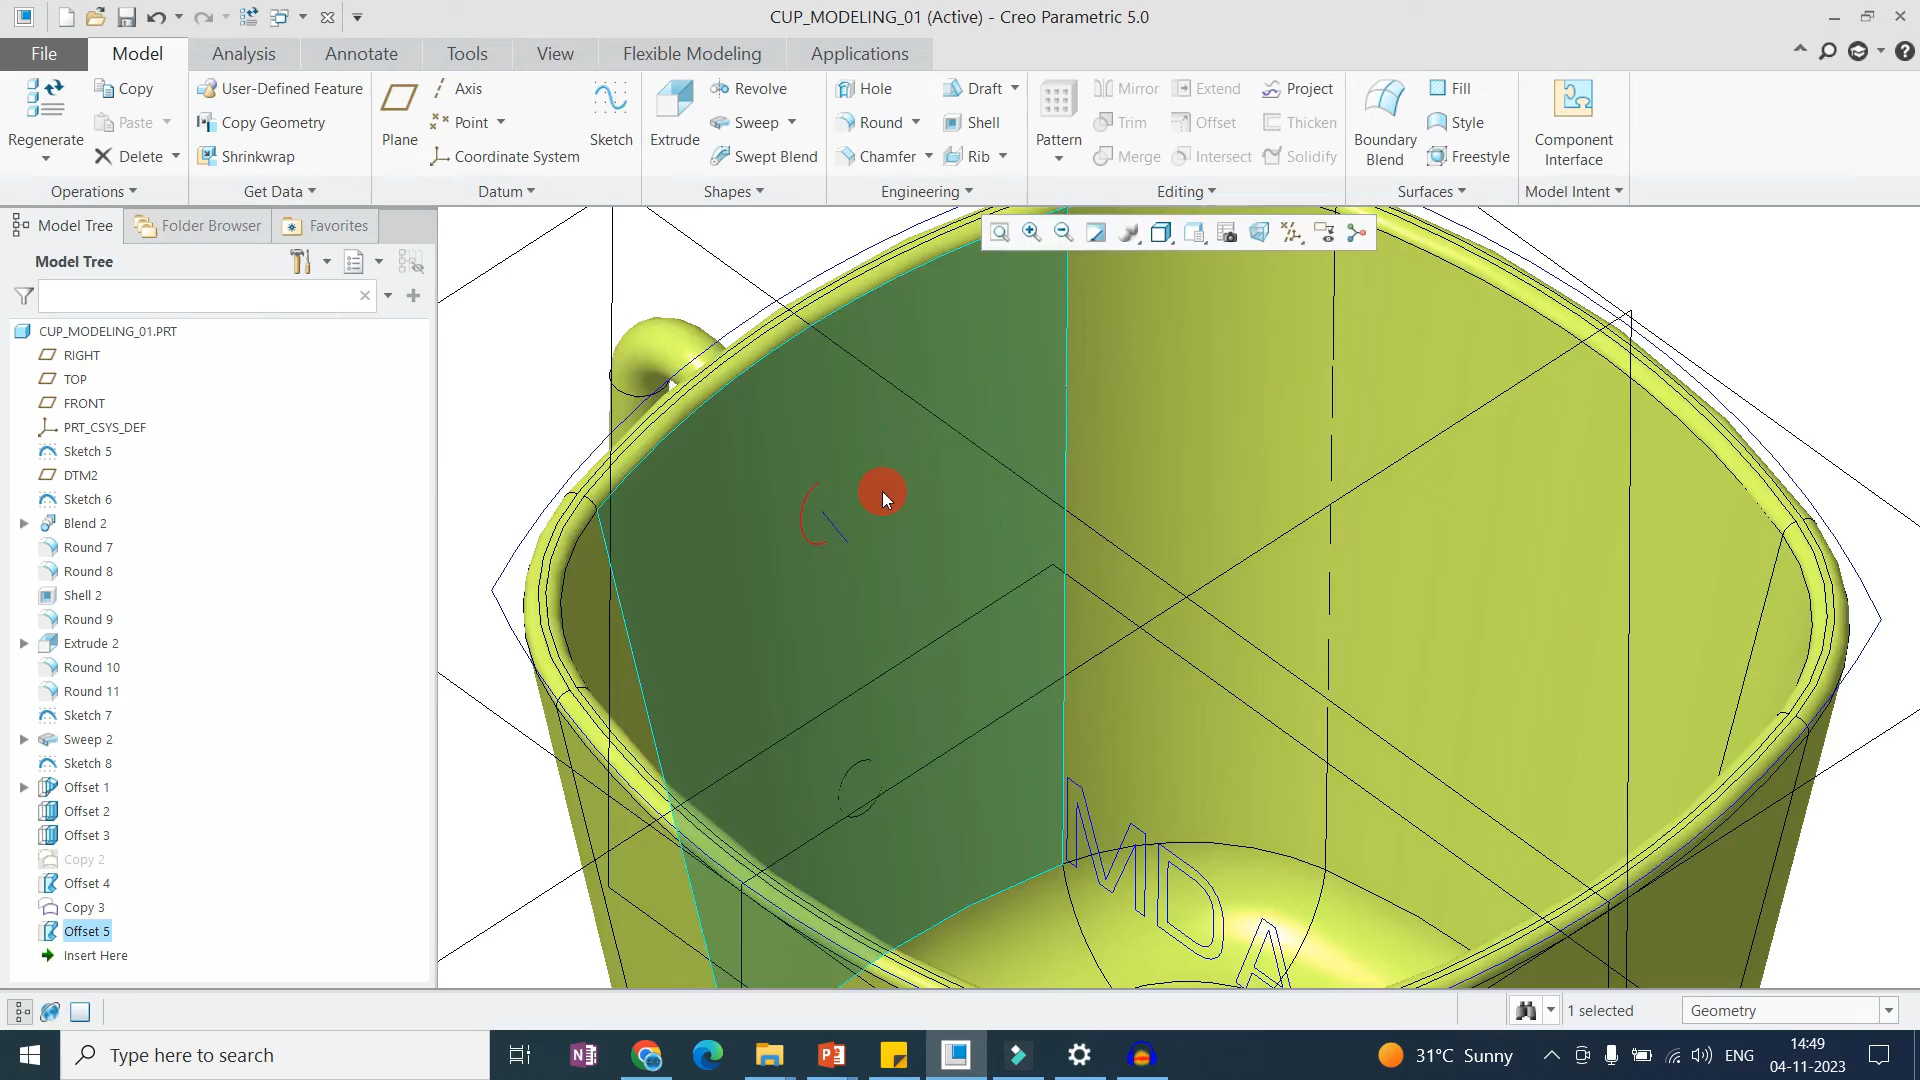 CUP_MODELING_01 (Active) - Creo Parametric 5.0
File Model Analysis Annotate Tools View Flexible Modeling Applications
Regenerate
Copy
Paste
Delete
Operations
User-Defined Feature
Copy Geometry
Shrinkwrap
Get Data
Plane
Axis
Point
Coordinate System
Sketch
Datum
Extrude
Revolve
Sweep
Swept Blend
Shapes
Hole
Round
Chamfer
Draft
Shell
Rib
Engineering
Pattern
Mirror
Trim
Merge
Extend
Offset
Intersect
Project
Thicken
Solidify
Editing
Boundary
Blend
Fill
Style
Freestyle
Surfaces
Component
Interface
Model Intent
Model Tree Folder Browser Favorites
Model Tree
CUP_MODELING_01.PRT
RIGHT
TOP
FRONT
PRT_CSYS_DEF
Sketch 5
DTM2
Sketch 6
Blend 2
Round 7
Round 8
Shell 2
Round 9
Extrude 2
Round 10
Round 11
Sketch 7
Sweep 2
Sketch 8
Offset 1
Offset 2
Offset 3
Copy 2
Offset 4
Copy 3
Offset 5
Insert Here
MDA
1 selected
Geometry
Type here to search
31°C Sunny
ENG
14:49
04-11-2023